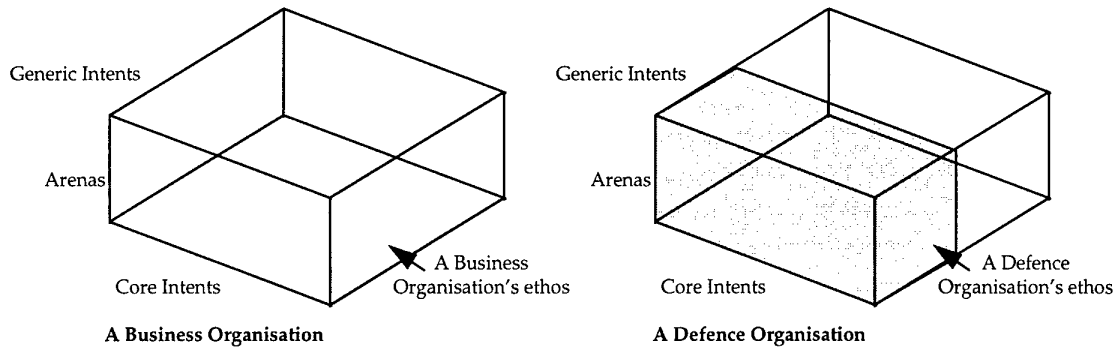 Generic Intents
Arenas
Core Intents
A Business
Organisation's ethos
A Business Organisation
Generic Intents
Arenas
Core Intents
A Defence
Organisation's ethos
A Defence Organisation